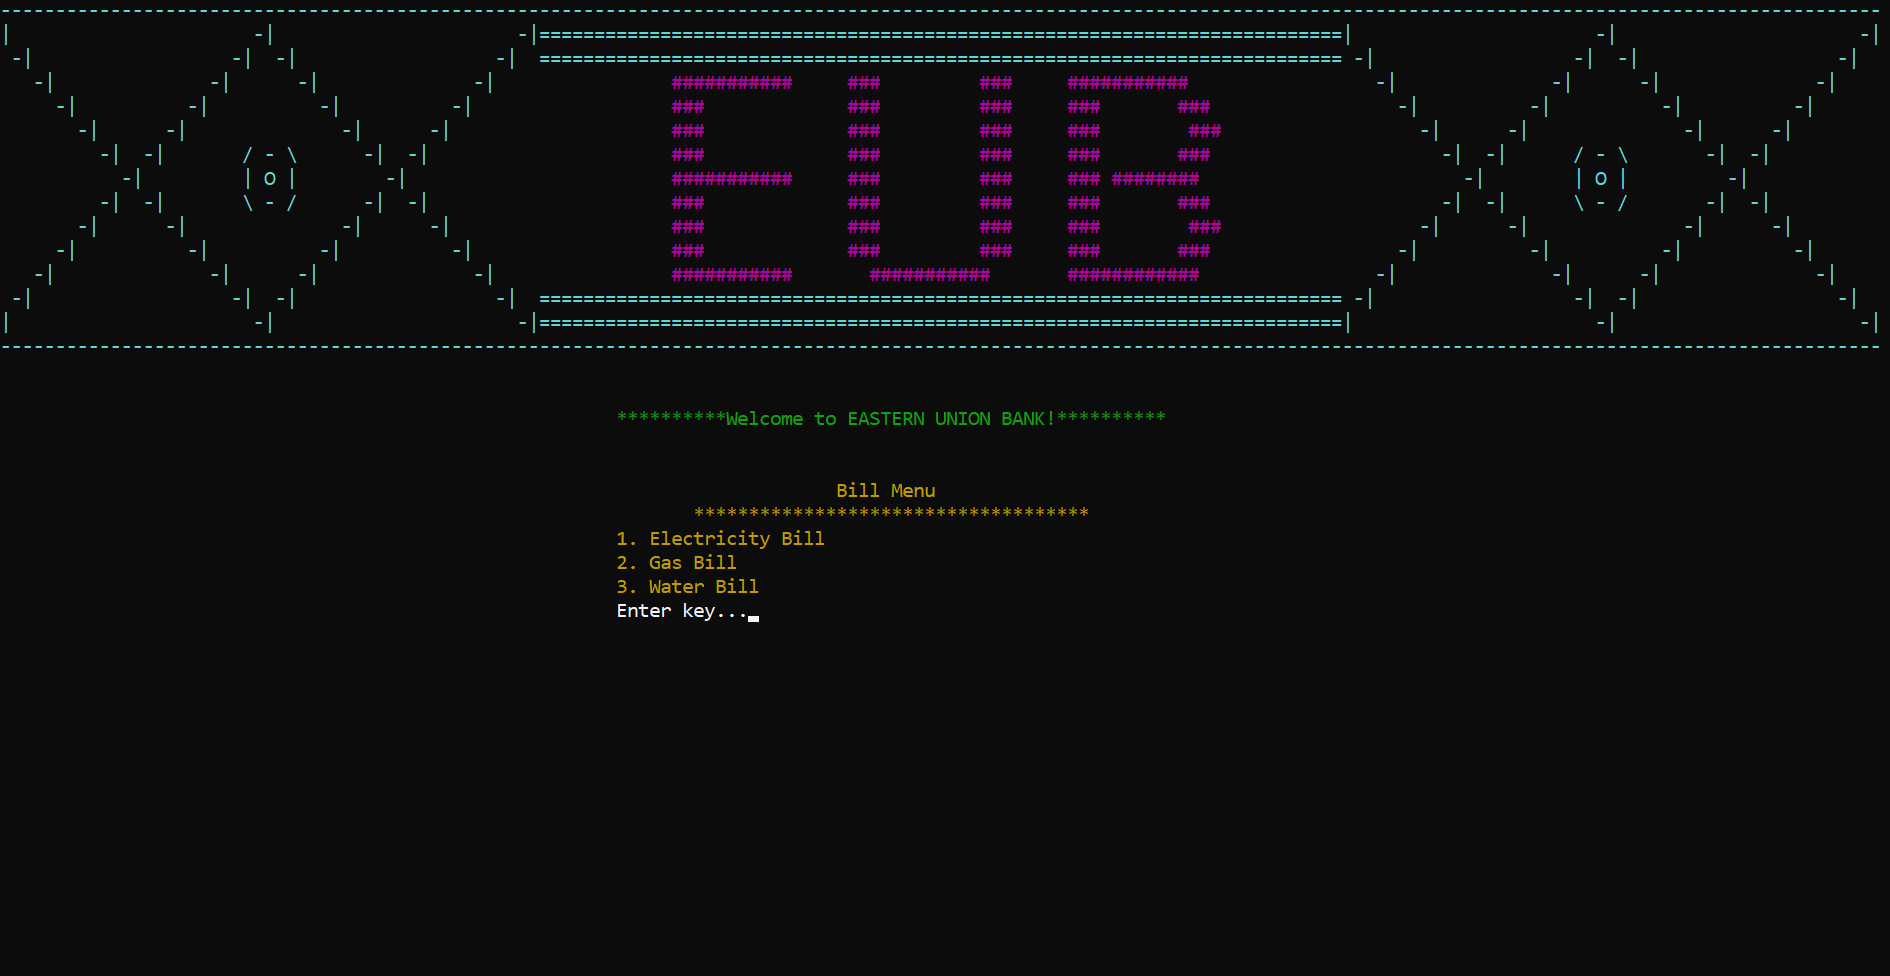 EUB
**********Welcome to EASTERN UNION BANK!**********
Bill Menu
************************************
1. Electricity Bill
2. Gas Bill
3. Water Bill
Enter key...